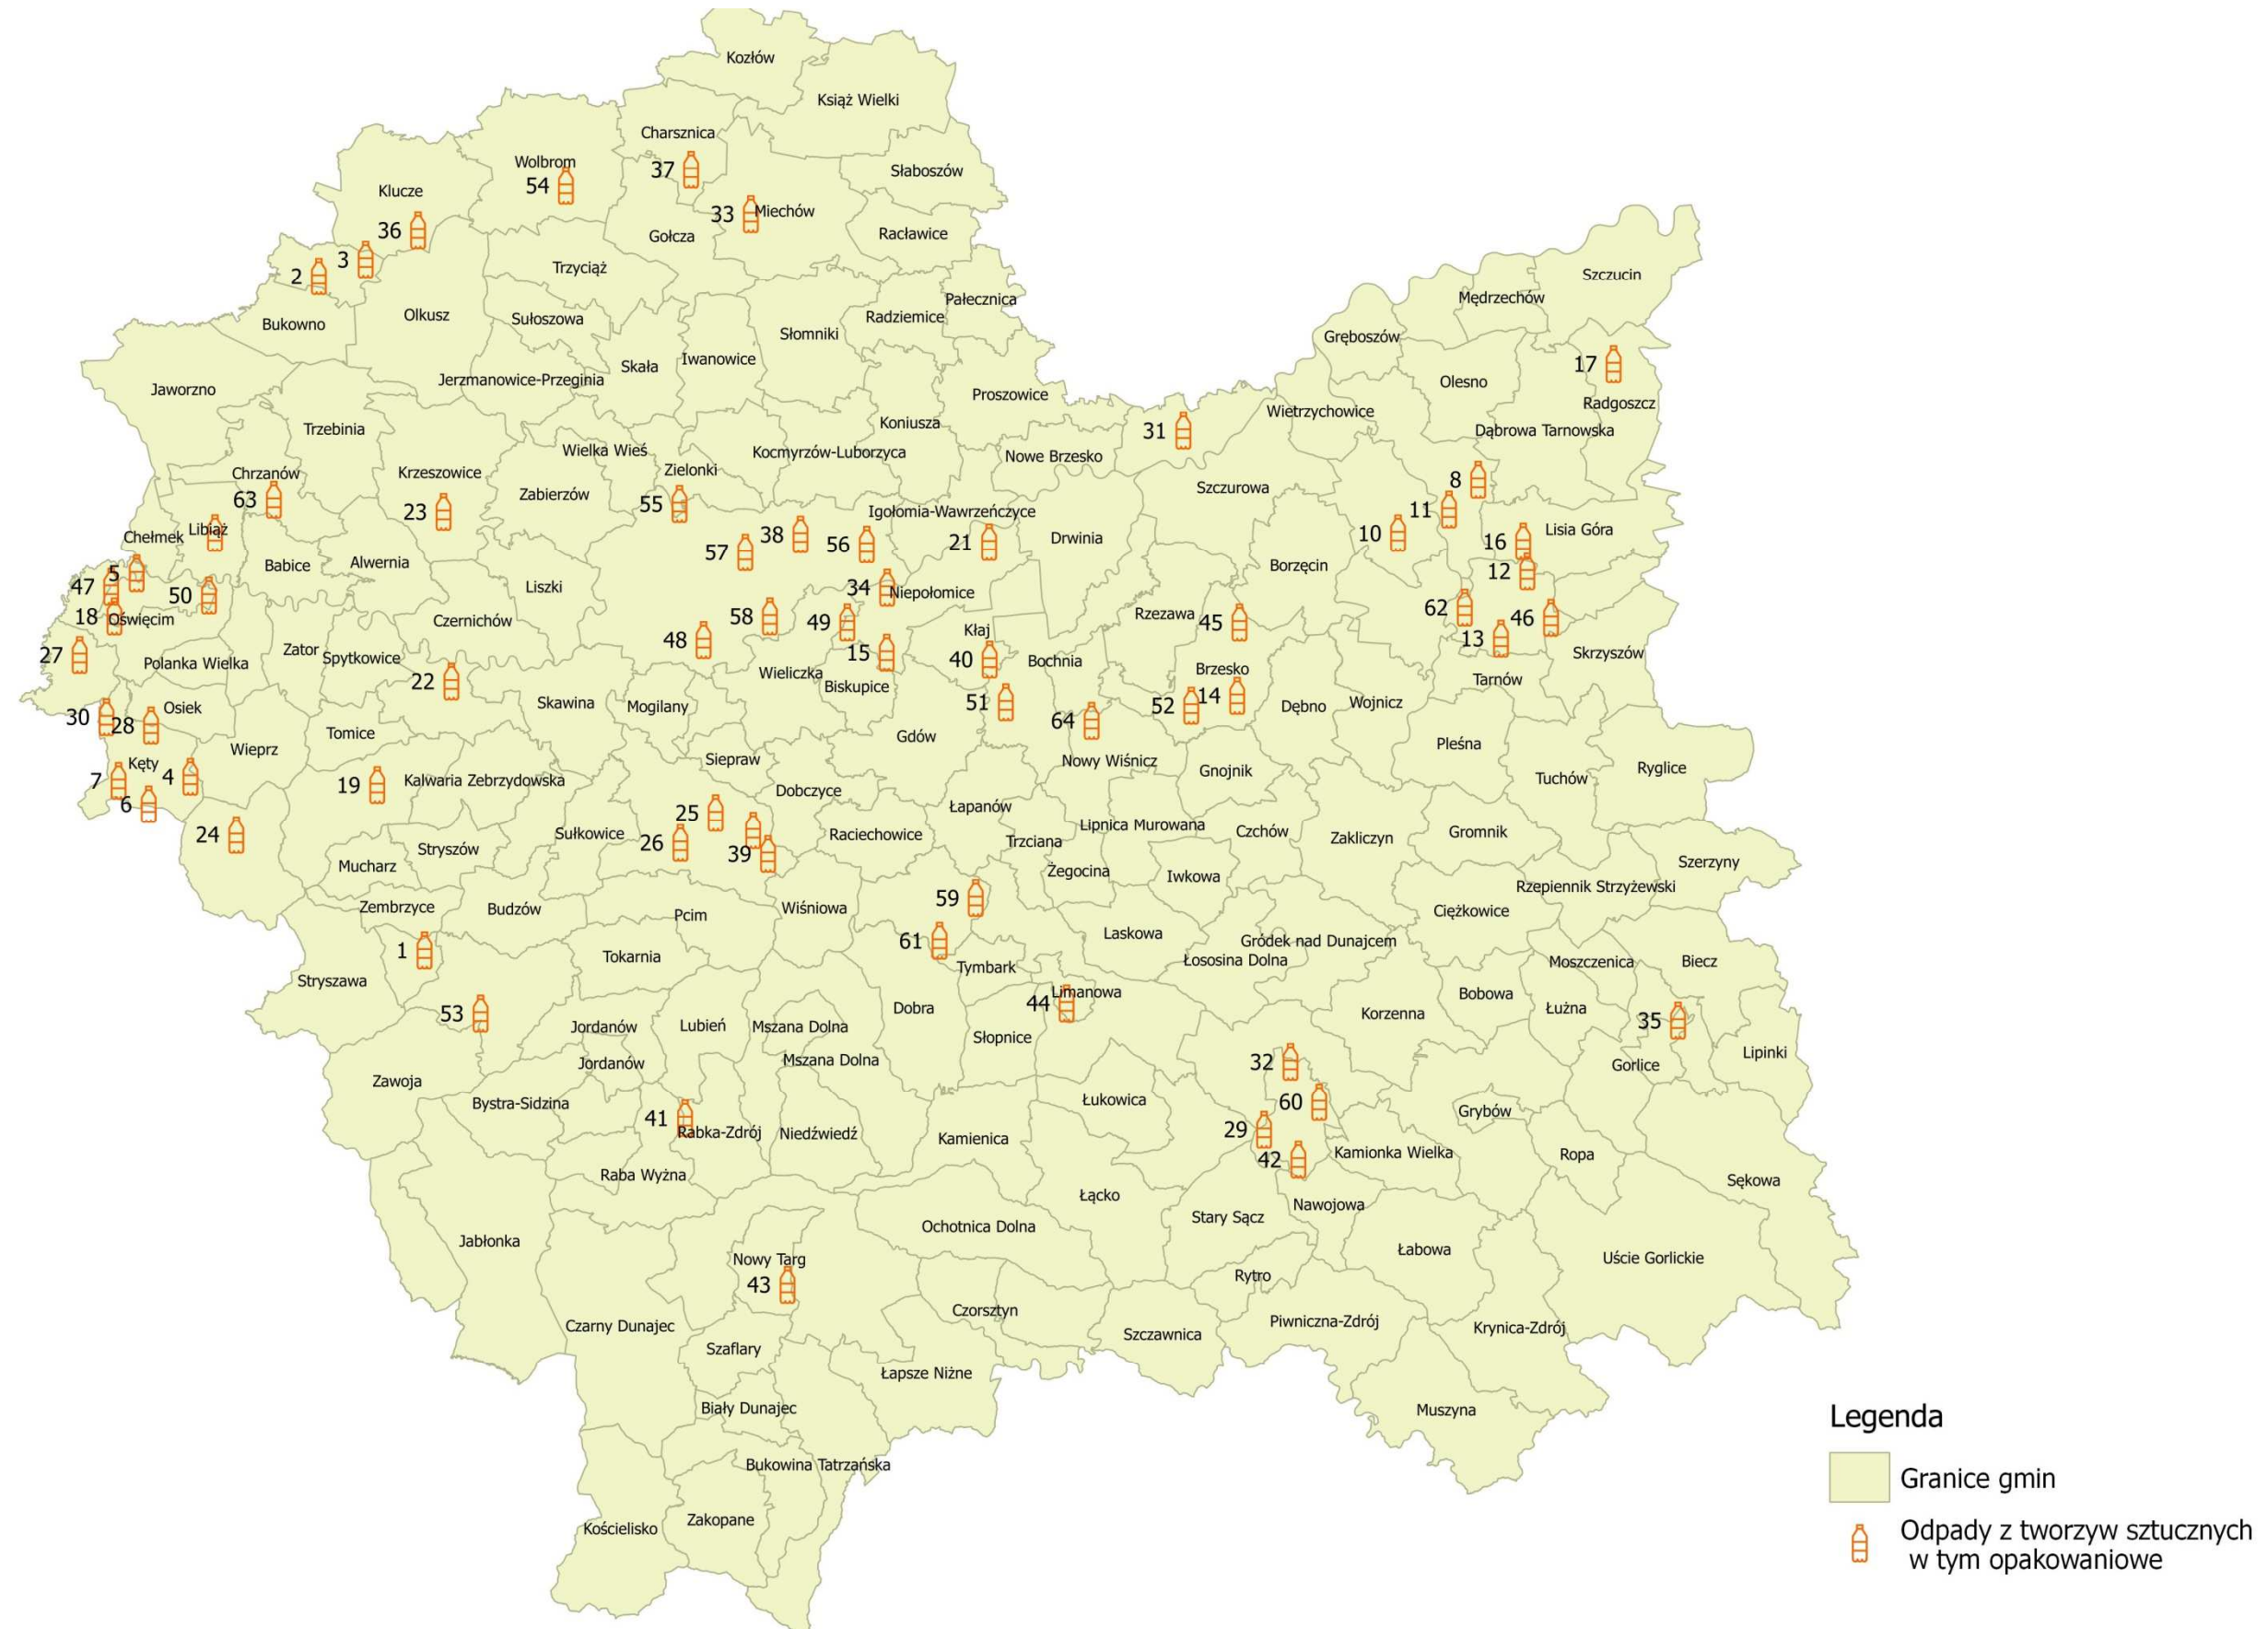 Kozłów
Książ Wielki
Charsznica
Wolbrom
37
Słaboszów
54
Klucze
33 Miechów
36
Gołcza
Racławice
3
Trzyciąż
2
Szczucin
Pałecznica
Mędrzechów
Bukowno
Olkusz
Sułoszowa
Radziemice
Słomniki
Gręboszów
Skała
Iwanowice
17
Jaworzno
Jerzmanowice-Przeginia
Olesno
Proszowice
Radgoszcz
Wietrzychowice
Trzebinia
Koniusza
31
Dąbrowa Tarnowska
Wielka Wieś
Kocmyrzów-Luborzyca
Nowe Brzesko
Chrzanów
Krzeszowice
Zielonki
8
63
Zabierzów
Szczurowa
55
23
Igołomia-Wawrzeńczyce
11
Chełmek
Libiąż
38
56
21
Drwinia
10
16
Lisia Góra
57
Babice
Alwernia
Borzęcin
5
47
50
Liszki
34
Niepołomice
12
18
Oświęcim
Czernichów
58
49
Rzezawa
45
62
46
Kłaj
48
13
27
Polanka Wielka
Zator
Spytkowice
15
40
Bochnia
Skrzyszów
Wieliczka
Brzesko
22
Biskupice
Tarnów
30
28
Osiek
Skawina
Mogilany
51
52
14
Dębno
Wojnicz
64
Tomice
Wieprz
Gdów
Pleśna
Kęty
Siepraw
Nowy Wiśnicz
Gnojnik
7
4
19
Kalwaria Zebrzydowska
Tuchów
Ryglice
6
Dobczyce
Łapanów
25
24
Sułkowice
Raciechowice
Lipnica Murowana
26
Trzciana
Czchów
Zakliczyn
Gromnik
39
Stryszów
Mucharz
Żegocina
Iwkowa
Szerzyny
Rzepiennik Strzyżewski
59
Zembrzyce
Budzów
Pcim
Wiśniowa
Ciężkowice
1
61
Laskowa
Gródek nad Dunajcem
Tokarnia
Łososina Dolna
Tymbark
Moszczenica
Biecz
Stryszawa
44
Limanowa
Bobowa
53
Dobra
Łużna
Korzenna
35
Jordanów
Lubień
Mszana Dolna
Słopnice
Jordanów
Mszana Dolna
32
Gorlice
Lipinki
Zawoja
Bystra-Sidzina
Łukowica
60
Grybów
41
Rabka-Zdrój
Niedźwiedź
Kamienica
29
42
Kamionka Wielka
Ropa
Raba Wyżna
Łącko
Sękowa
Nawojowa
Stary Sącz
Ochotnica Dolna
Jabłonka
Łabowa
Nowy Targ
Uście Gorlickie
43
Rytro
Czorsztyn
Czarny Dunajec
Szczawnica
Piwniczna-Zdrój
Krynica-Zdrój
Szaflary
Łapsze Niżne
Biały Dunajec
Muszyna
Bukowina Tatrzańska
Zakopane
Kościelisko
Legenda
Granice gmin
Odpady z tworzyw sztucznych
w tym opakowaniowe